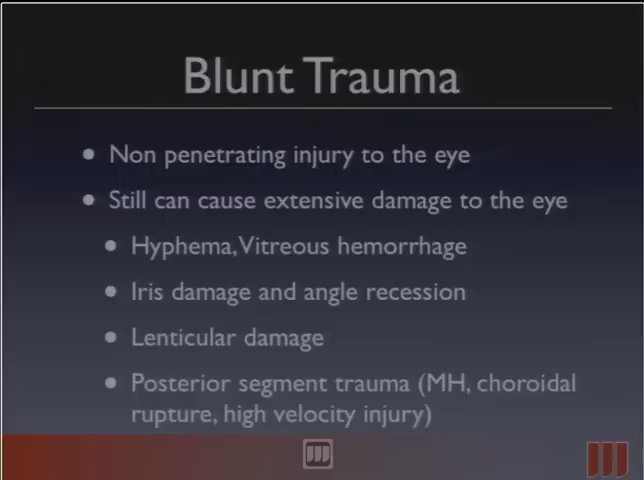 Blunt Trauma
• Non penetrating injury to the eye
• Still can cause extensive damage to the eye
• Hyphema, Vitreous hemorrhage
• Iris damage and angle recession
• Lenticular damage
• Posterior segment trauma (MH, choroidal
rupture, high velocity injury)